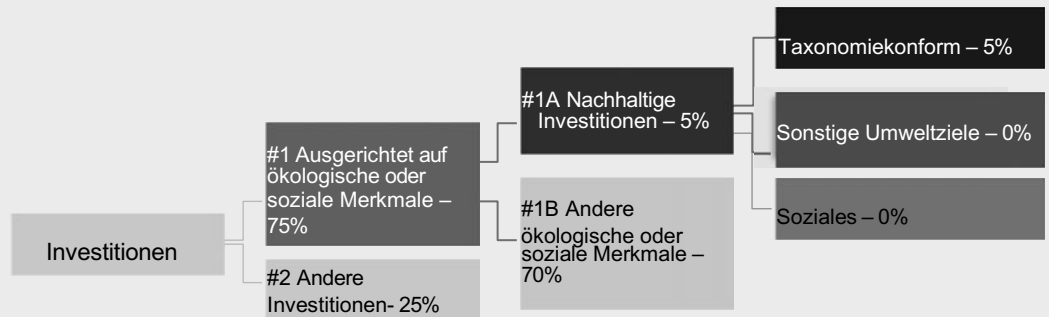 Investitionen
#1 Ausgerichtet auf
ökologische oder
soziale Merkmale –
75%
#2 Andere
Investitionen- 25%
#1A Nachhaltige
Investitionen – 5%
#1B Andere
ökologische oder
soziale Merkmale –
70%
Taxonomiekonform – 5%
Sonstige Umweltziele – 0%
Soziales – 0%